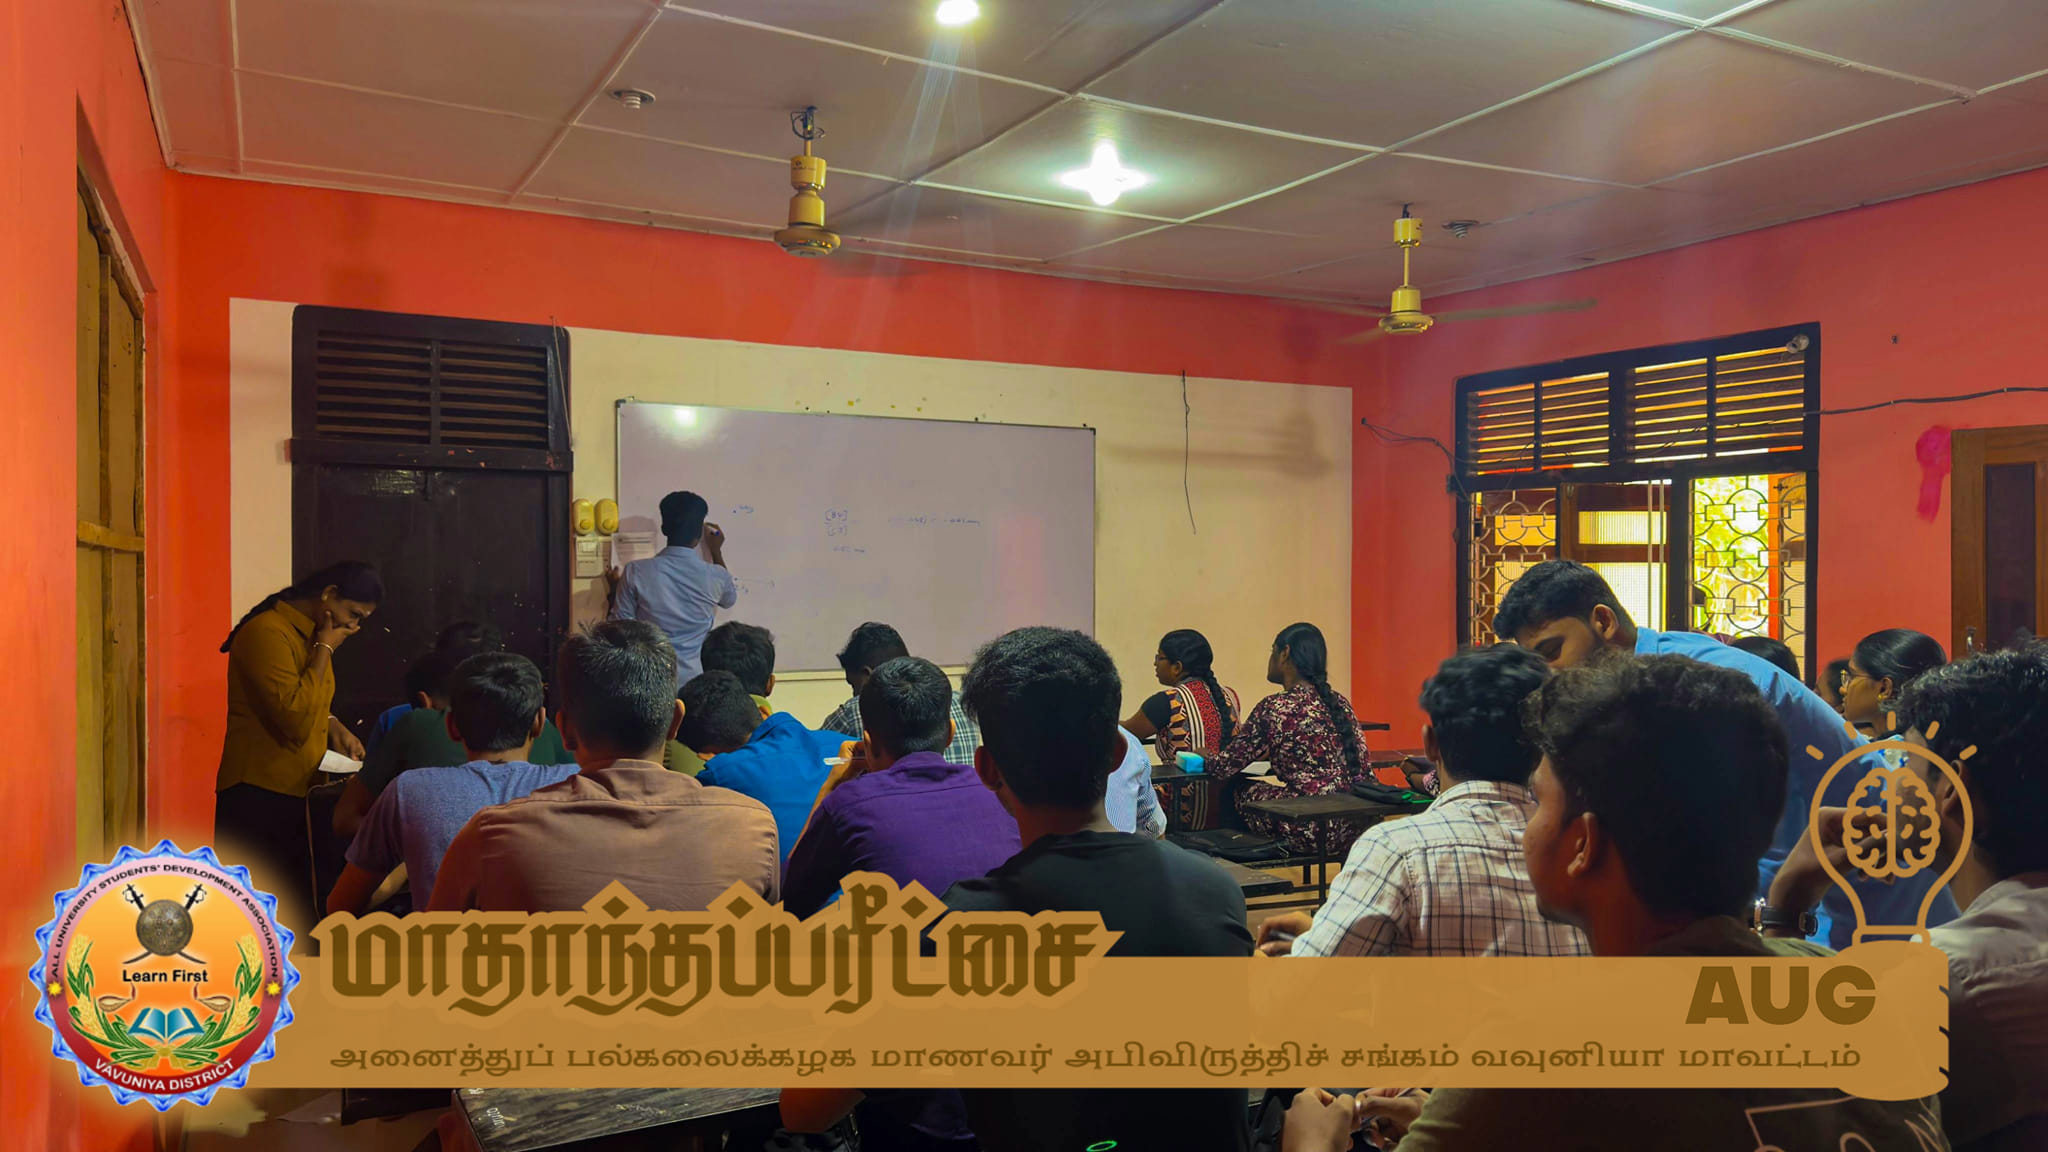 ALL UNIVERSITY STUDENTS' DEVELOPMENT ASSOCIATION
Learn First
VAVUNIYA DISTRICT
மாதாந்தப்பரீட்சை
AUG
அனைத்துப் பல்கலைக்கழக மாணவர் அபிவிருத்திச் சங்கம் வவுனியா மாவட்டம்